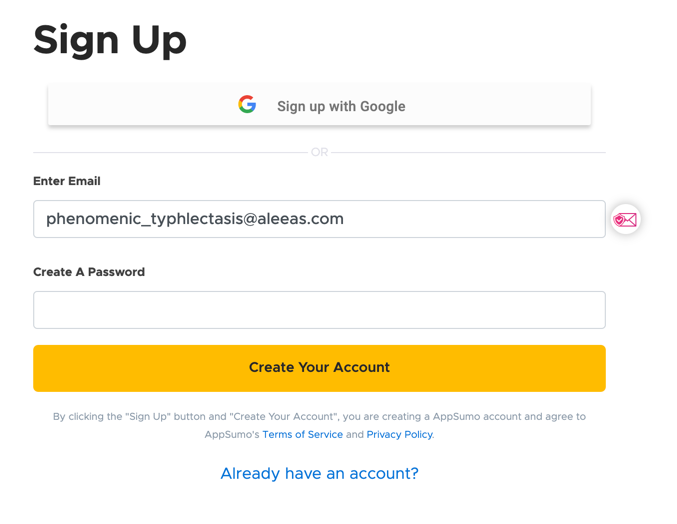 Sign Up
Sign up with Google
OR
Enter Email
phenomenic_typhlectasis@aleeas.com
Create A Password
Create Your Account
By clicking the "Sign Up" button and "Create Your Account", you are creating a AppSumo account and agree to
AppSumo's Terms of Service and Privacy Policy.
Already have an account?